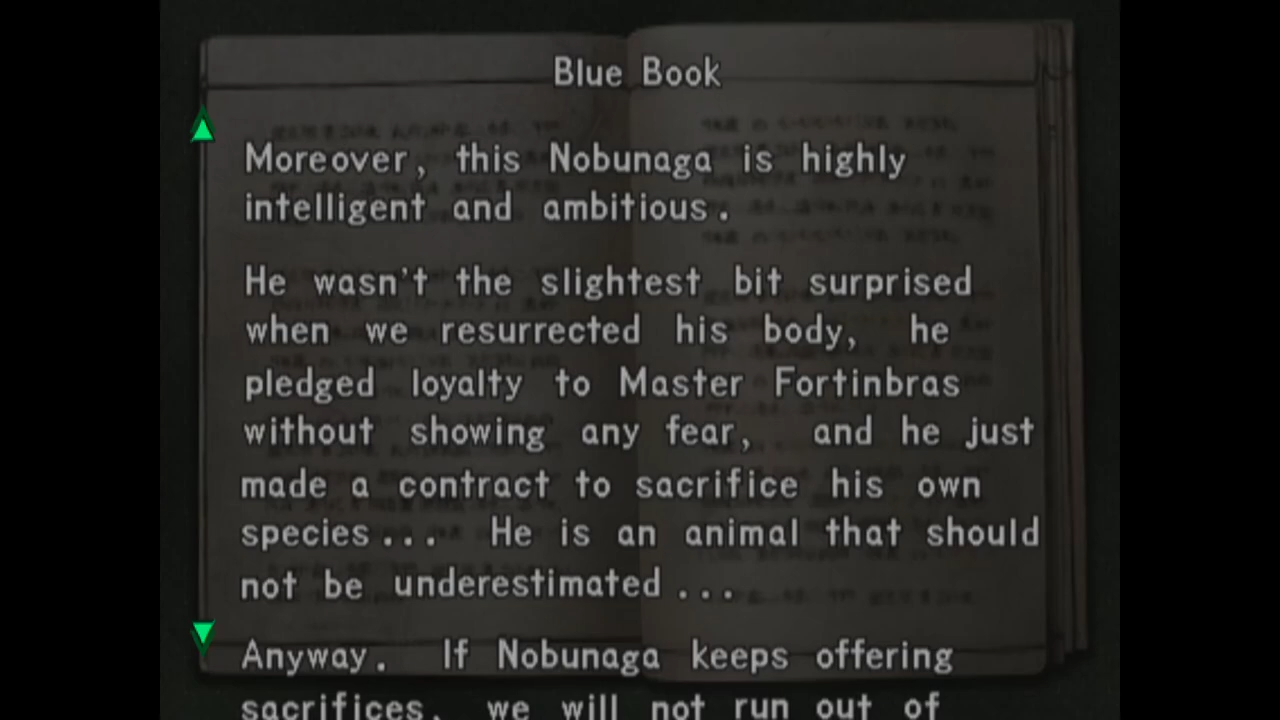 Blue Book
Moreover, this Nobunaga is highly
intelligent and ambitious.
He wasn't the slightest bit surprised
when we resurrected his body, he
pledged loyalty to Master Fortinbras
without showing any fear, and he just
made a contract to sacrifice his own
species... He is an animal that should
not be underestimated...
Anyway. If Nobunaga keeps offering
sacrifices, we will not run out of